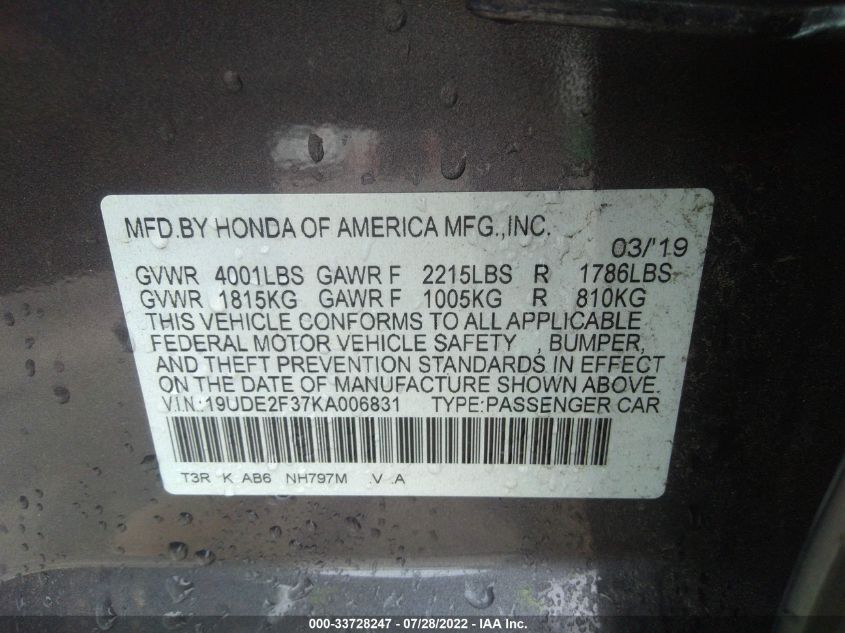 MFD.BY HONDA OF AMERICA MFG.,INC.
03/'19
GVWR 4001LBS GAWR F 2215LBS R 1786LBS
GVWR 1815KG GAWR F 1005KG R 810KG
THIS VEHICLE CONFORMS TO ALL APPLICABLE
FEDERAL MOTOR VEHICLE SAFETY , BUMPER,
AND THEFT PREVENTION STANDARDS IN EFFECT
ON THE DATE OF MANUFACTURE SHOWN ABOVE.
V.I.N.:19UDE2F37KA006831 TYPE:PASSENGER CAR
T3R K AB6 NH797M .V .A
000-33728247 - 07/28/2022 - IAA Inc.